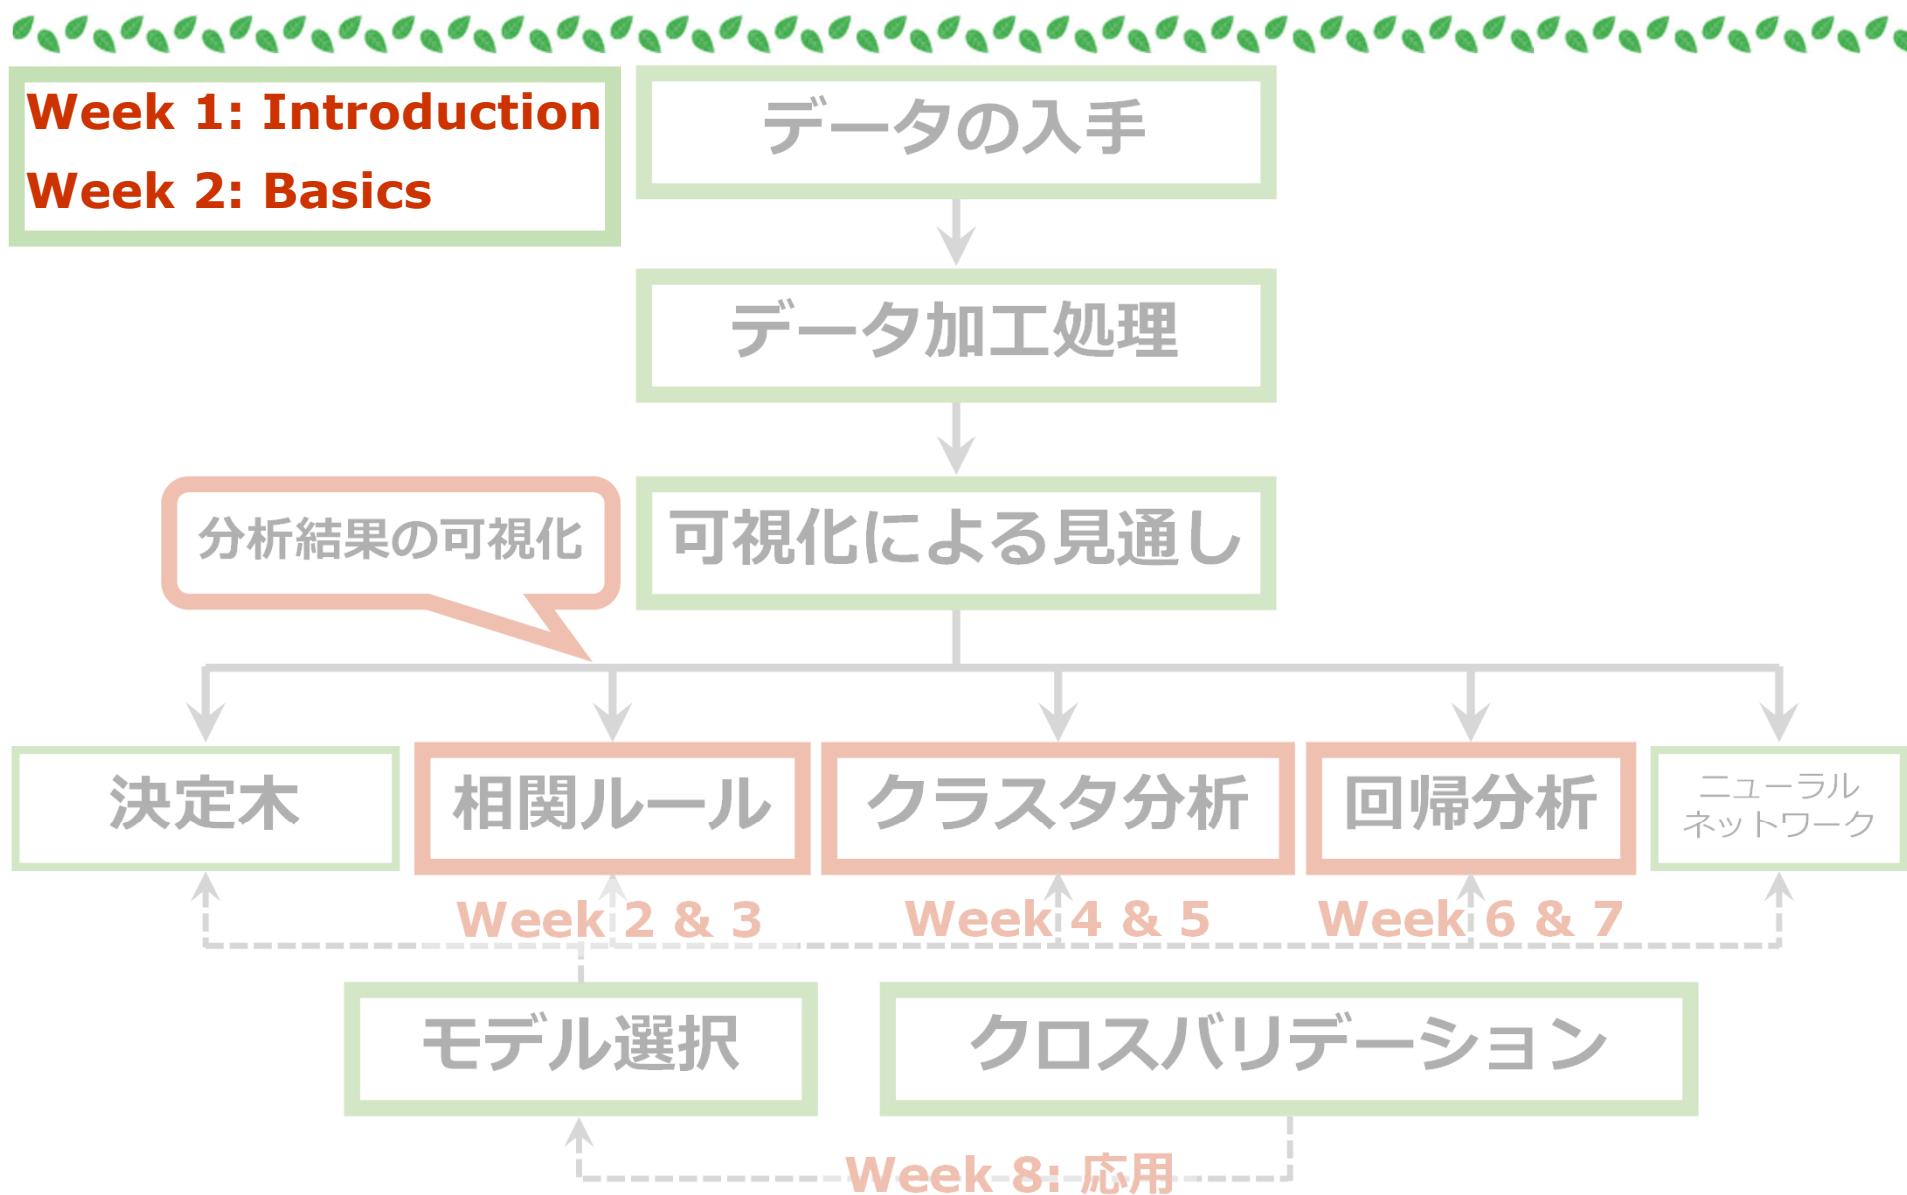 Week 1: Introduction
Week 2: Basics
データの入手
データ加工処理
分析結果の可視化
可視化による見通し
決定木
相関ルール
クラスタ分析
回帰分析
ニューラル
ネットワーク
Week 2 & 3
Week 4 & 5
Week 6 & 7
モデル選択
クロスバリデーション
Week 8: 応用